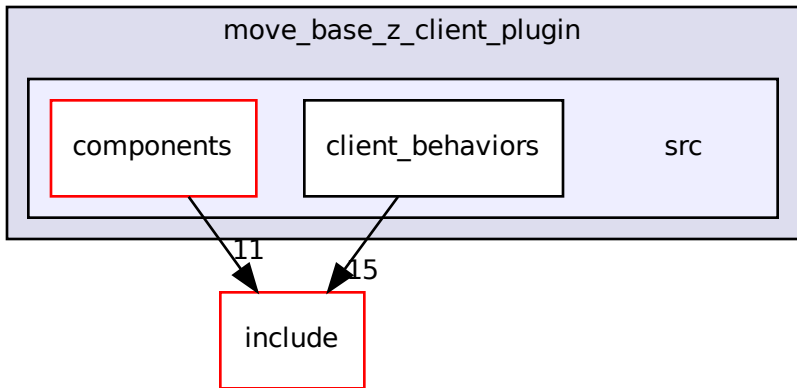 move_base_z_client_plugin
components
client_behaviors
src
11
15
include